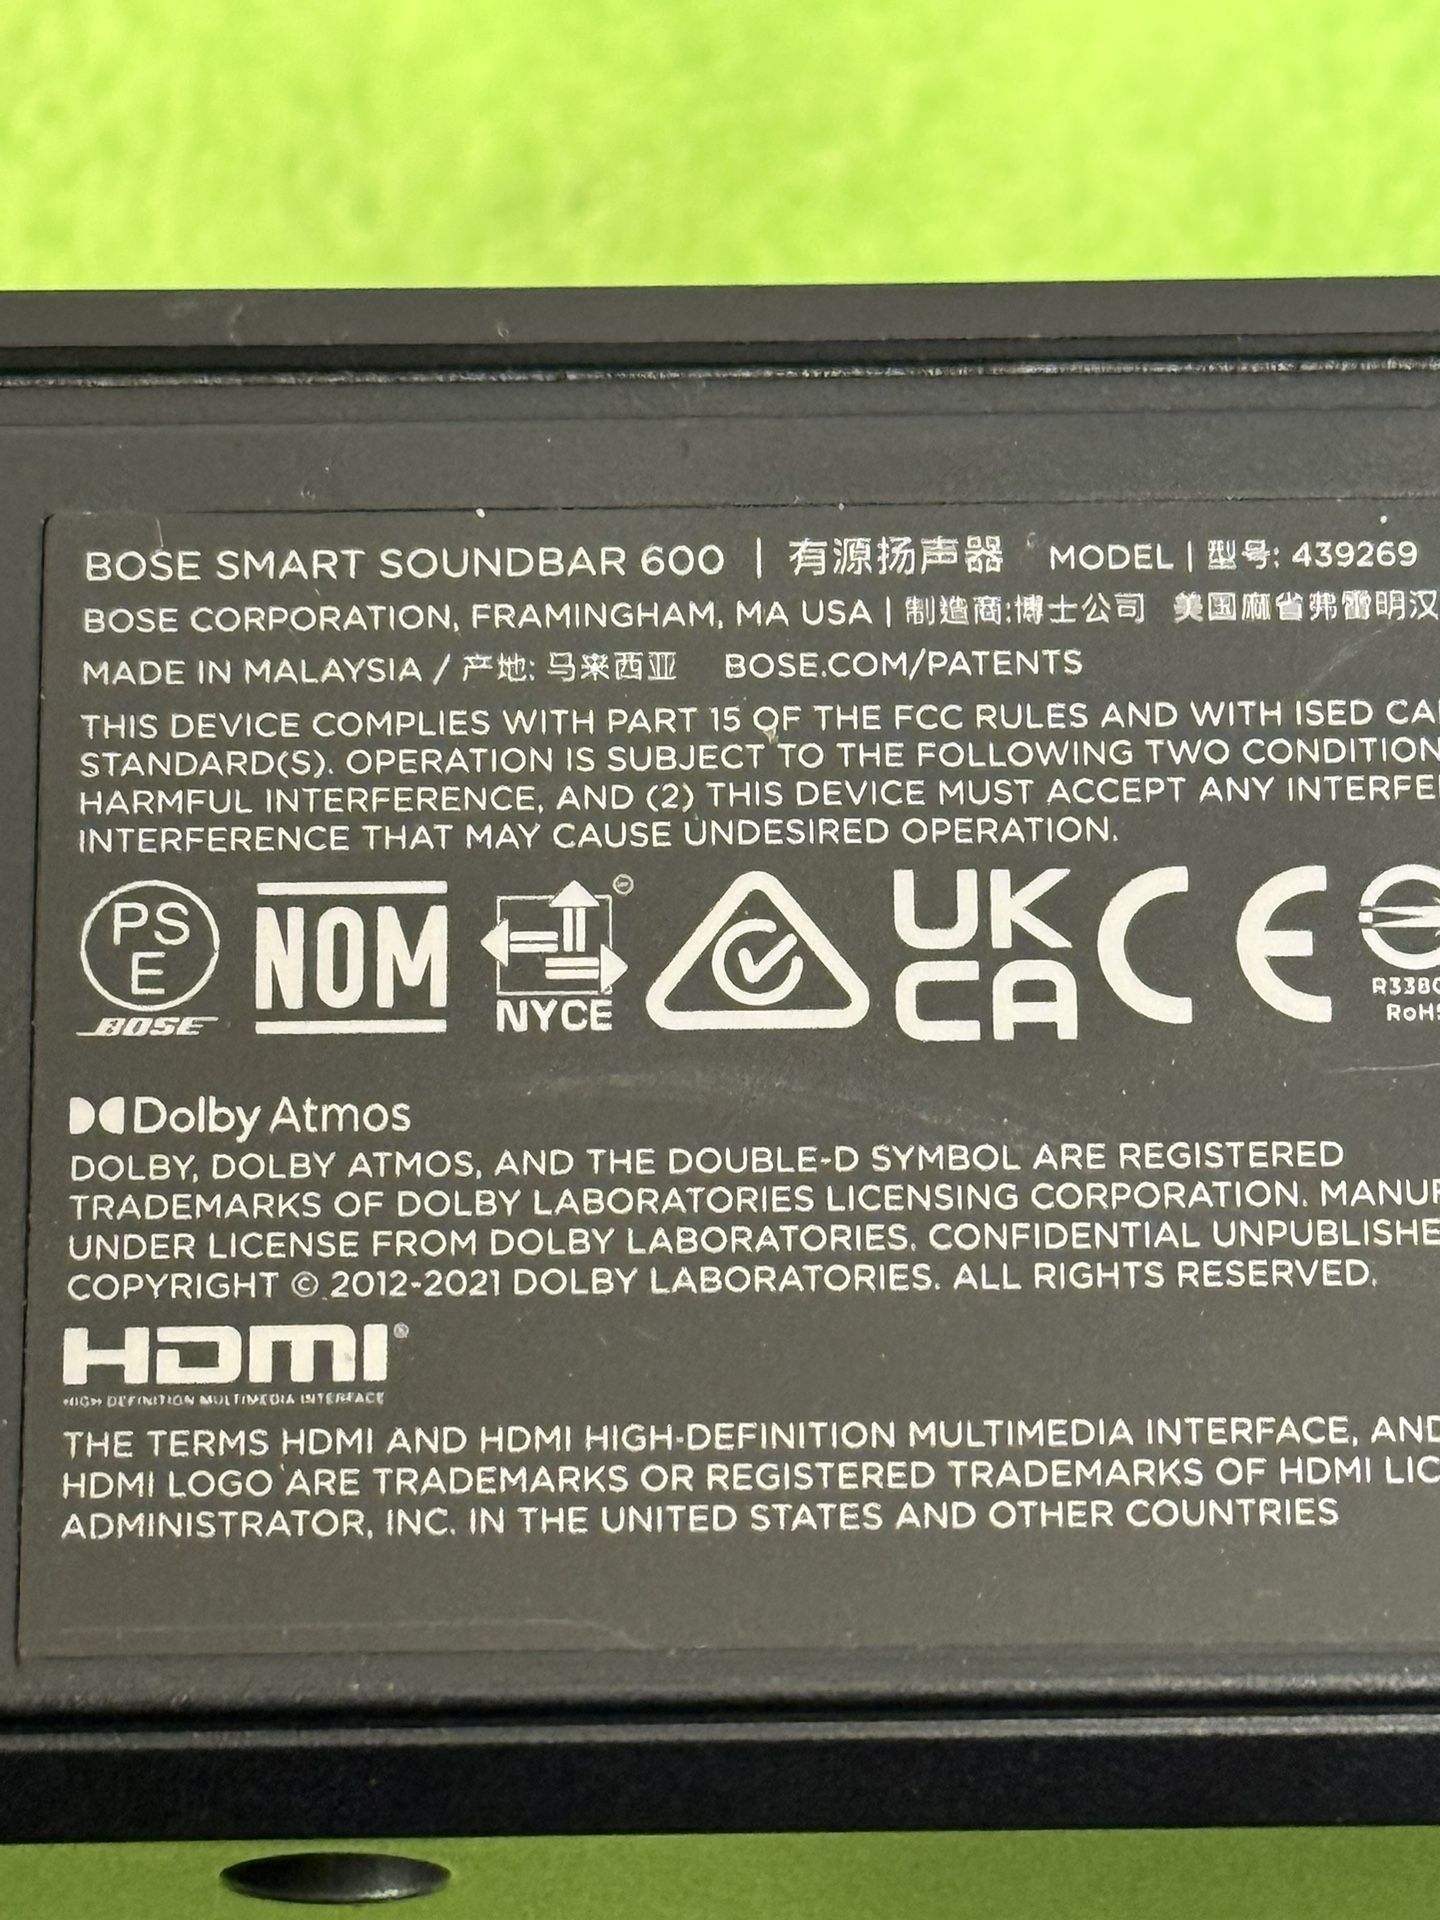 BOSE SMART SOUNDBAR 600 | 有源扬声器 MODEL | 型号: 439269
BOSE CORPORATION, FRAMINGHAM, MA USA | 制造商:博士公司 美国麻省弗雷明汉
MADE IN MALAYSIA / 产地: 马来西亚 BOSE.COM/PATENTS
THIS DEVICE COMPLIES WITH PART 15 OF THE FCC RULES AND WITH ISED
STANDARD(S). OPERATION IS SUBJECT TO THE FOLLOWING TWO
HARMFUL INTERFERENCE, AND (2) THIS DEVICE MUST ACCEPT ANY
INTERFERENCE THAT MAY CAUSE UNDESIRED OPERATION.
PS
E
BOSE
NOM
NYCE
UK
CA
CE
RoHS
Dolby Atmos
DOLBY, DOLBY ATMOS, AND THE DOUBLE-D SYMBOL ARE REGISTERED
TRADEMARKS OF DOLBY LABORATORIES LICENSING CORPORATION.
UNDER LICENSE FROM DOLBY LABORATORIES. CONFIDENTIAL
COPYRIGHT © 2012-2021 DOLBY LABORATORIES. ALL RIGHTS RESERVED.
HDMI®
HIGH DEFINITION MULTIMEDIA INTERFACE
THE TERMS HDMI AND HDMI HIGH-DEFINITION MULTIMEDIA INTERFACE, AND
HDMI LOGO ARE TRADEMARKS OR REGISTERED TRADEMARKS OF HDMI
ADMINISTRATOR, INC. IN THE UNITED STATES AND OTHER COUNTRIES